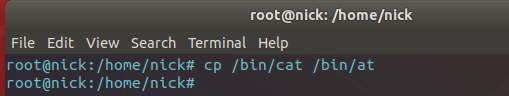 root@nick: /home/nick
File Edit View Search Terminal Help
root@nick:/home/nick# cp /bin/cat /bin/at
root@nick:/home/nick#